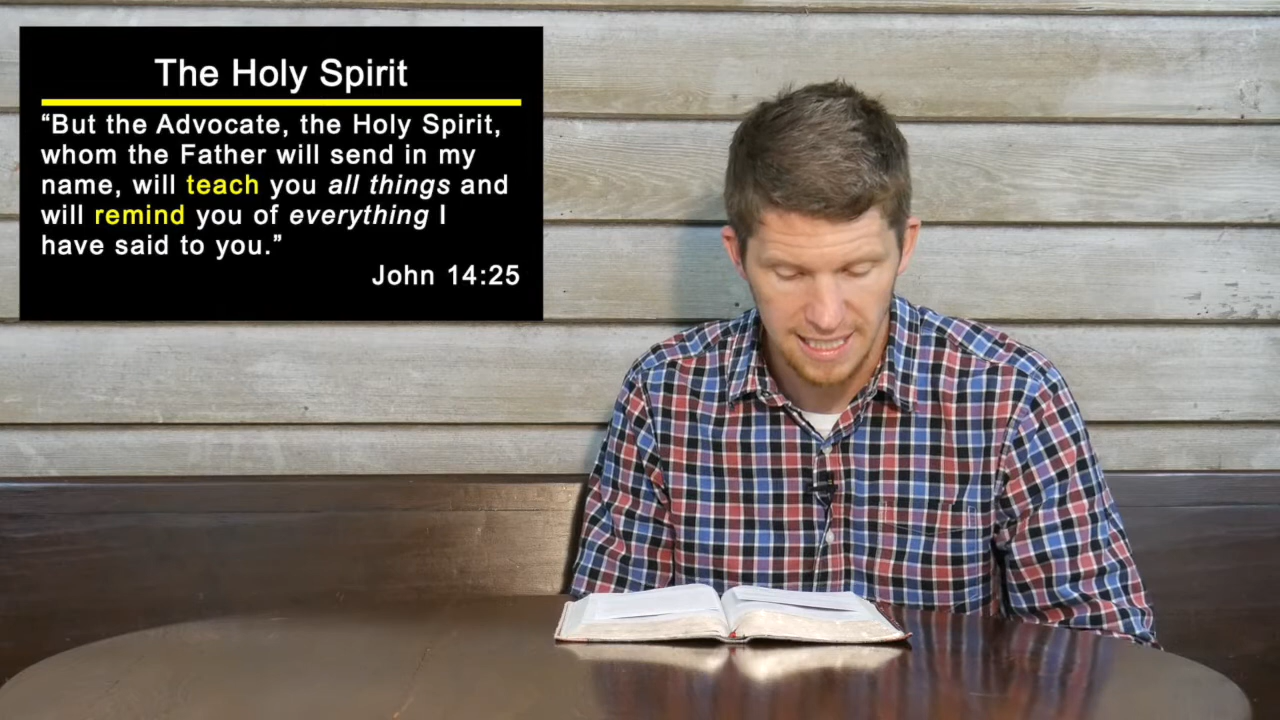 The Holy Spirit
“But the Advocate, the Holy Spirit,
whom the Father will send in my
name, will teach you all things and
will remind you of everything I
have said to you.”
John 14:25